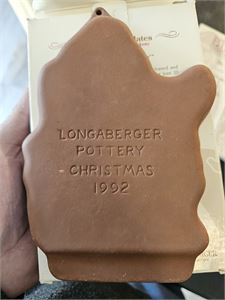 LONGABERGER
POTTERY
CHRISTMAS
1992